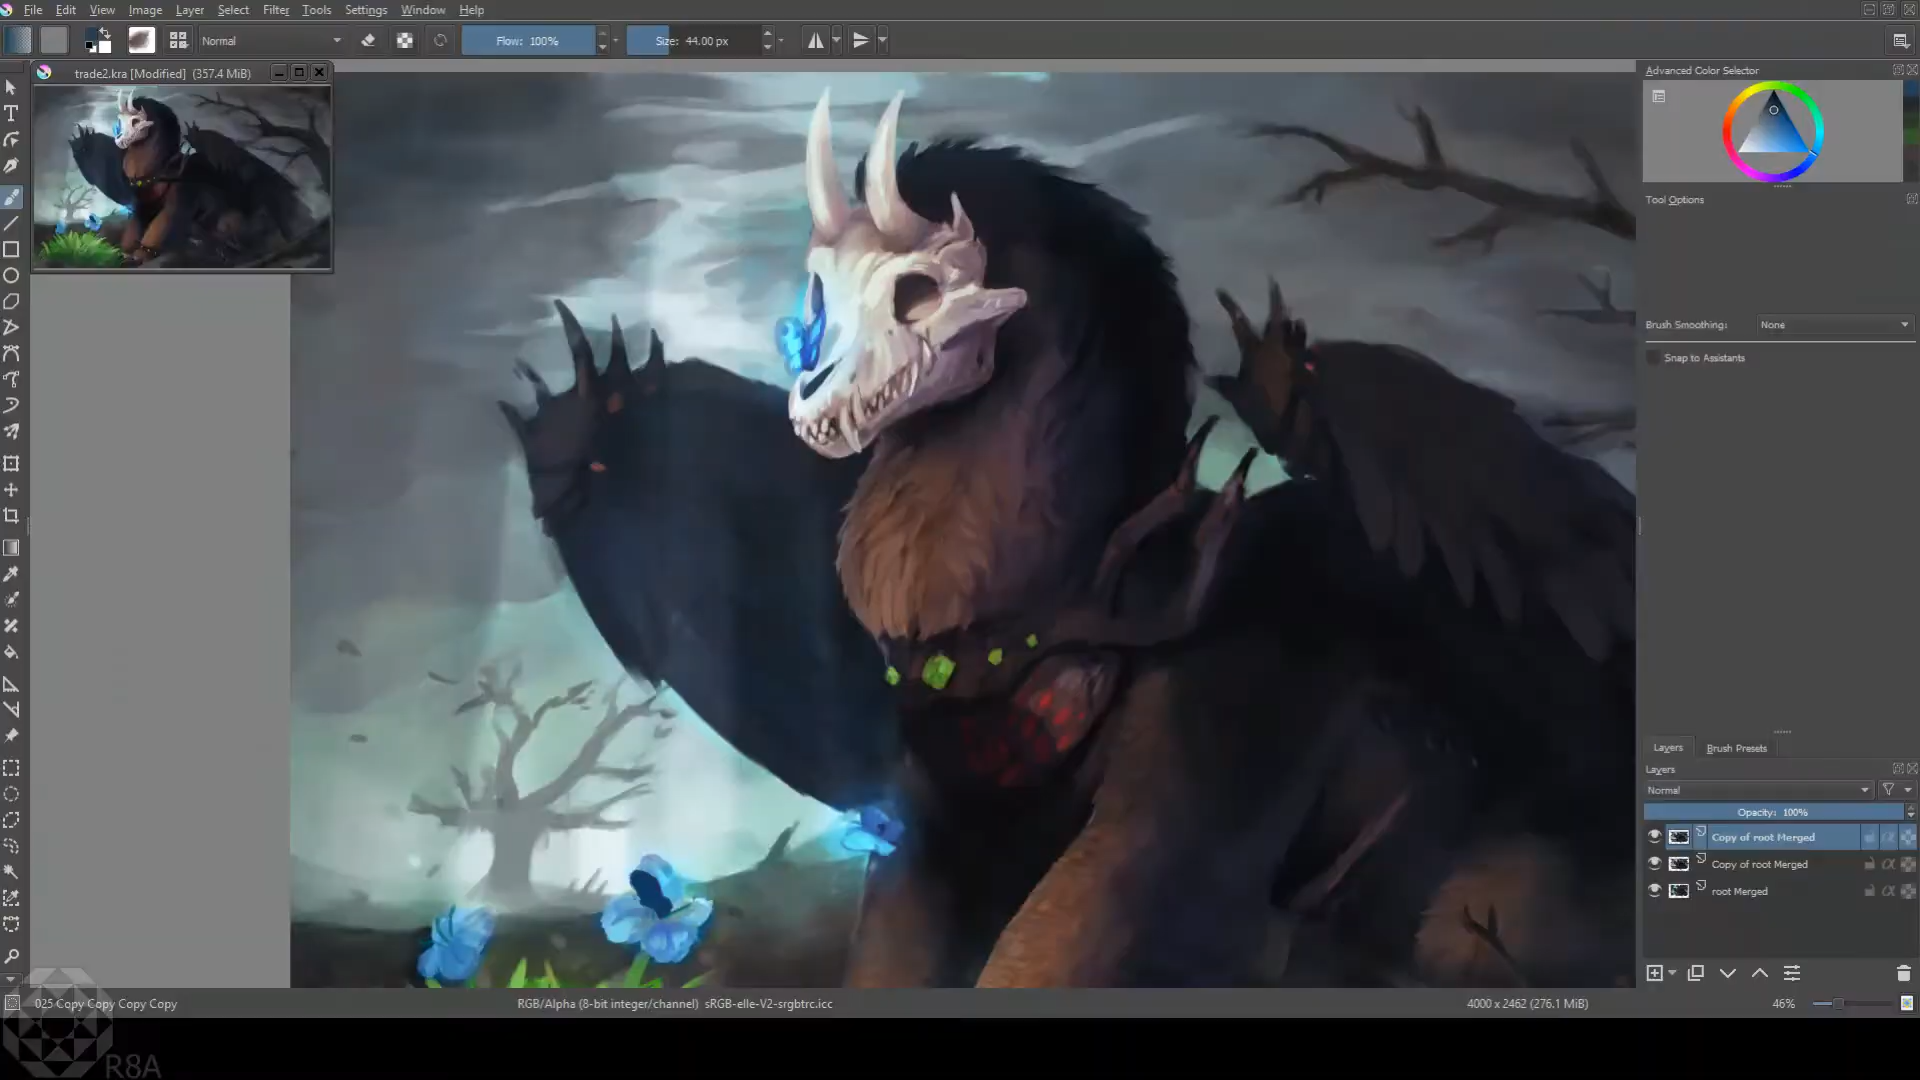 File Edit View Image Layer Select Filter Tools Settings Window Help
Normal Flow: 100% Size: 44.00 px
trade2.kra [Modified] (357.4 MiB)
Advanced Color Selector
Tool Options
Brush Smoothing: None
Snap to Assistants
Layers Brush Presets
Layers
Normal
Opacity: 100%
Copy of root Merged
Copy of root Merged
root Merged
025 Copy Copy Copy Copy RGB/Alpha (8-bit integer/channel) sRGB-elle-V2-srgbtrc.icc 4000 x 2462 (276.1 MiB) 46%
R8A